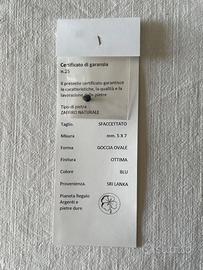 Certificato di garanzia
n.25
Il presente certificato garantisce
le caratteristiche, la qualità e la
lavorazione delle pietre
Tipo di pietra
ZAFFIRO NATURALE
Taglio. SFACCETTATO
Misura mm. 5 X 7
Forma GOCCIA OVALE
Finitura OTTIMA
Colore BLU
Provenienza. SRI LANKA
Pianeta Regalo
Argenti e
pietre dure